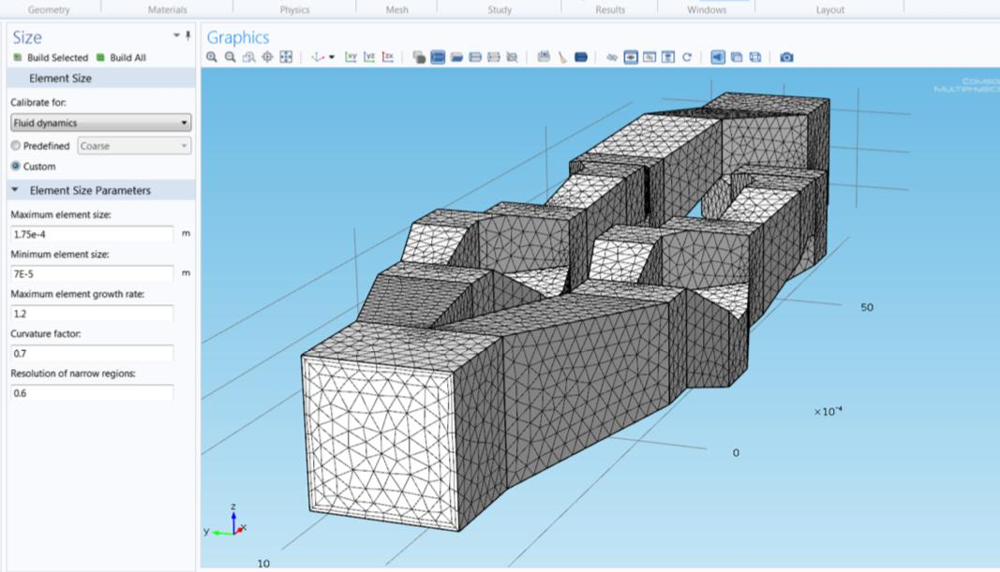 Geometry Materials Physics Mesh Study Results Windows Layout
Size
Build Selected Build All
Element Size
Calibrate for:
Fluid dynamics
Predefined Coarse
Custom
Element Size Parameters
Maximum element size:
1.75e-4 m
Minimum element size:
7E-5 m
Maximum element growth rate:
1.2
Curvature factor:
0.7
Resolution of narrow regions:
0.6
Graphics
xy yz zx
50
×10⁻⁴
0
10
z
y x